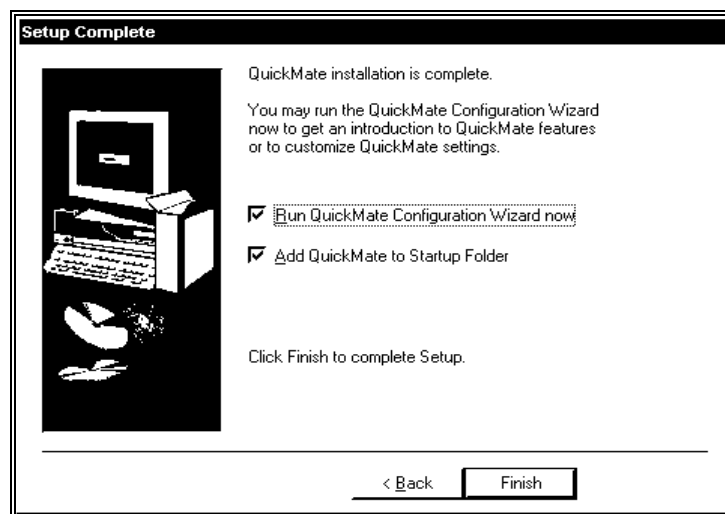 Setup Complete
QuickMate installation is complete.
You may run the QuickMate Configuration Wizard
now to get an introduction to QuickMate features
or to customize QuickMate settings.
Run QuickMate Configuration Wizard now
Add QuickMate to Startup Folder
Click Finish to complete Setup.
< Back Finish